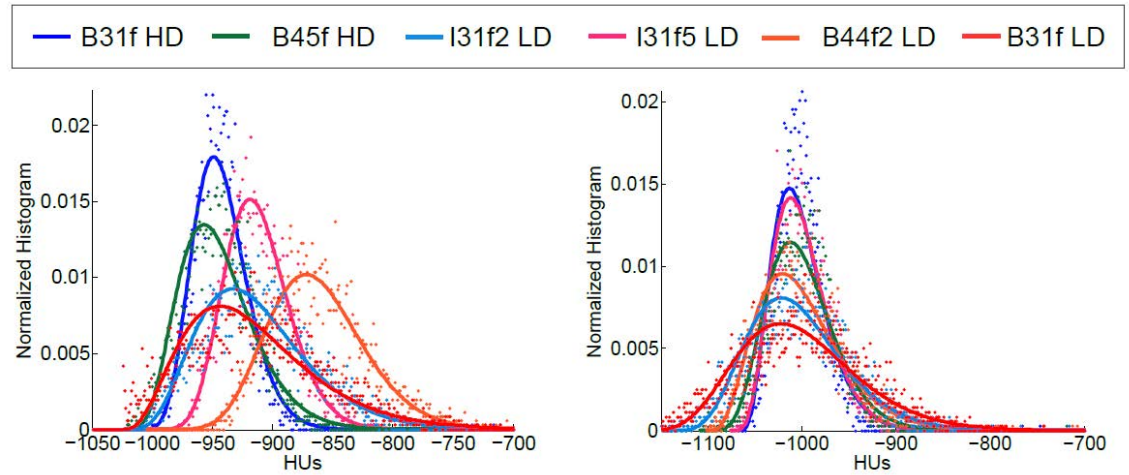 B31f HD B45f HD I31f2 LD I31f5 LD B44f2 LD B31f LD
0.02
0.015
0.01
0.005
0
Normalized Histogram
−1050 −1000 −950 −900 −850 −800 −750 −700
HUs
0.02
0.015
0.01
0.005
0
Normalized Histogram
−1100 −1000 −900 −800 −700
HUs